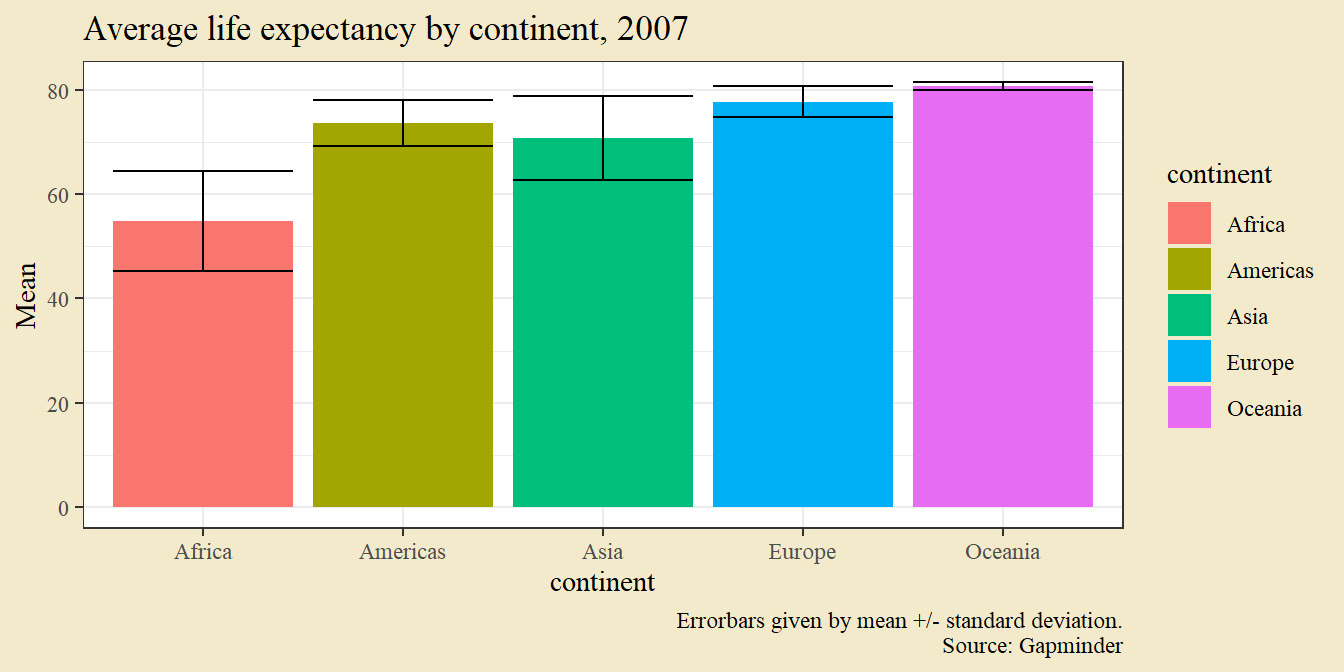 Average life expectancy by continent, 2007
Mean
80
60
40
20
0
Africa
Americas
Asia
Europe
Oceania
continent
continent
Africa
Americas
Asia
Europe
Oceania
Errorbars given by mean +/- standard deviation.
Source: Gapminder